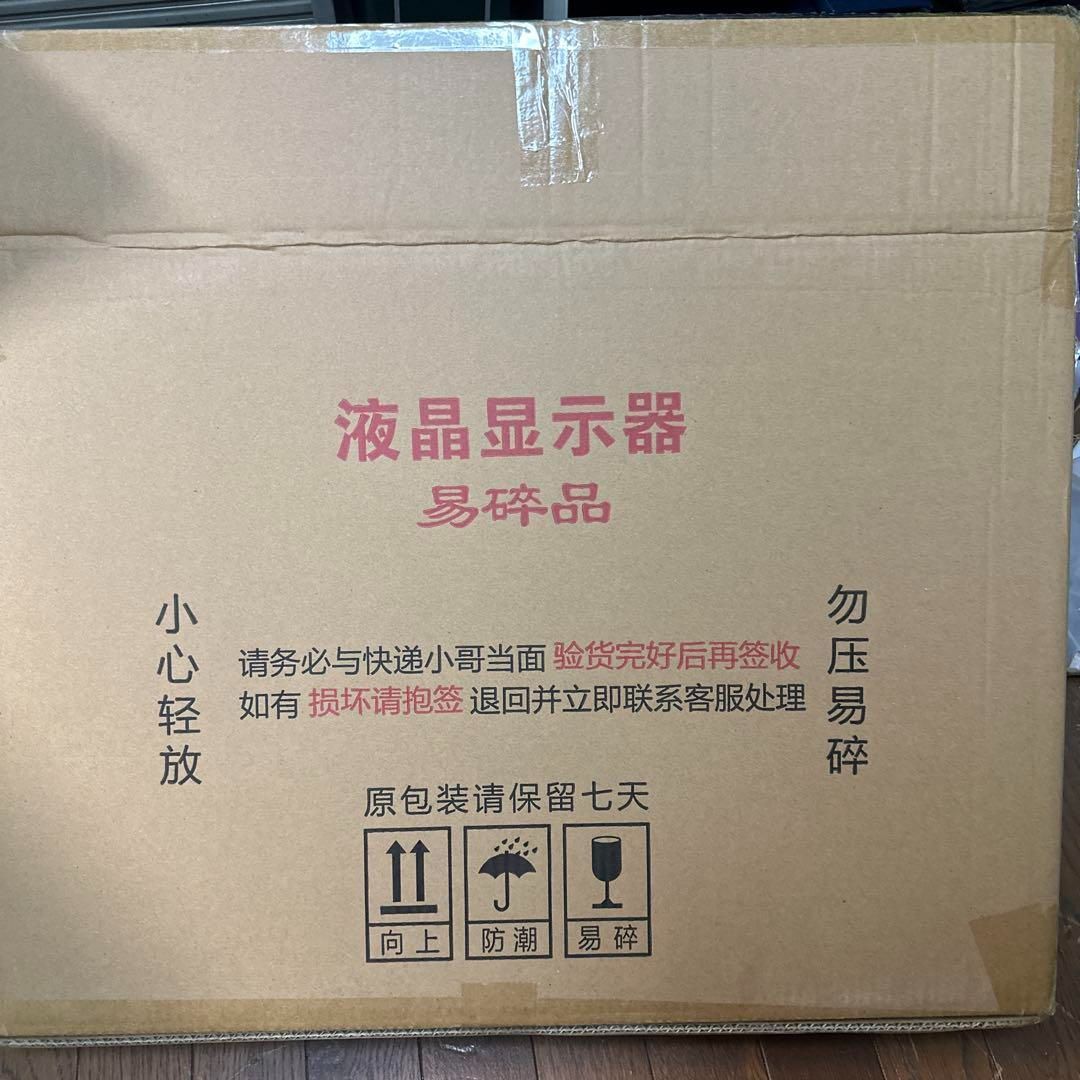 液晶显示器
易碎品
小心轻放
请务必与快递小哥当面 验货完好后再签收
如有 损坏请抱签 退回并立即联系客服处理
勿压易碎
原包装请保留七天
向上
防潮
易碎